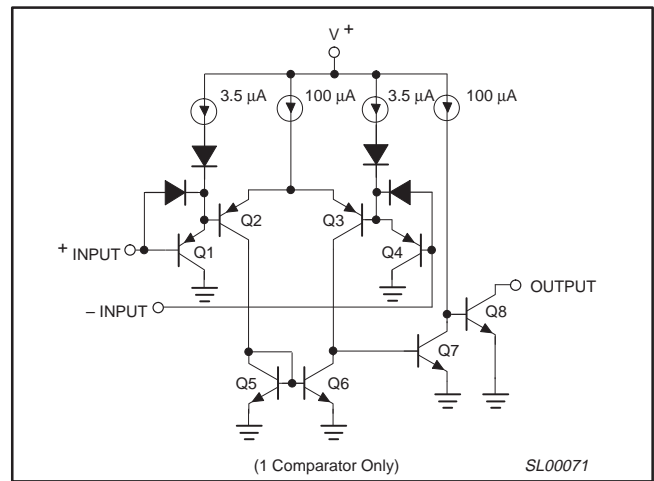 V +
3.5 μA
100 μA
3.5 μA
100 μA
Q2
Q3
+ INPUT
Q1
Q4
– INPUT
OUTPUT
Q8
Q7
Q5
Q6
(1 Comparator Only)
SL00071